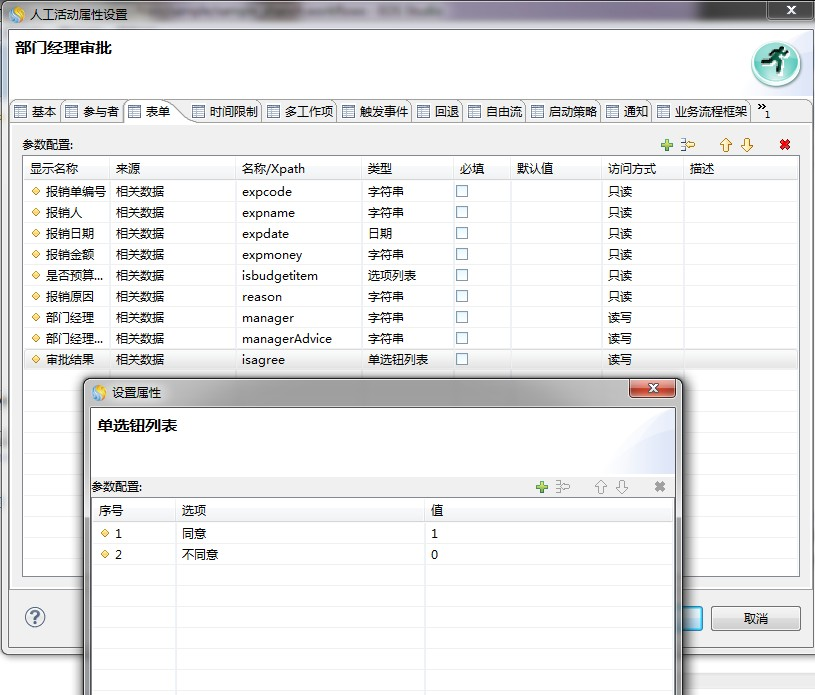 人工活动属性设置
部门经理审批
基本 参与者 表单 时间限制 多工作项 触发事件 回退 自由流 启动策略 通知 业务流程框架 »1
参数配置:
显示名称 来源 名称/Xpath 类型 必填 默认值 访问方式 描述
报销单编号 相关数据 expcode 字符串 只读
报销人 相关数据 expname 字符串 只读
报销日期 相关数据 expdate 日期 只读
报销金额 相关数据 expmoney 字符串 只读
是否预算... 相关数据 isbudgetitem 选项列表 只读
报销原因 相关数据 reason 字符串 只读
部门经理 相关数据 manager 字符串 读写
部门经理... 相关数据 managerAdvice 字符串 读写
审批结果 相关数据 isagree 单选钮列表 读写
设置属性
单选钮列表
参数配置:
序号 选项 值
1 同意 1
2 不同意 0
取消